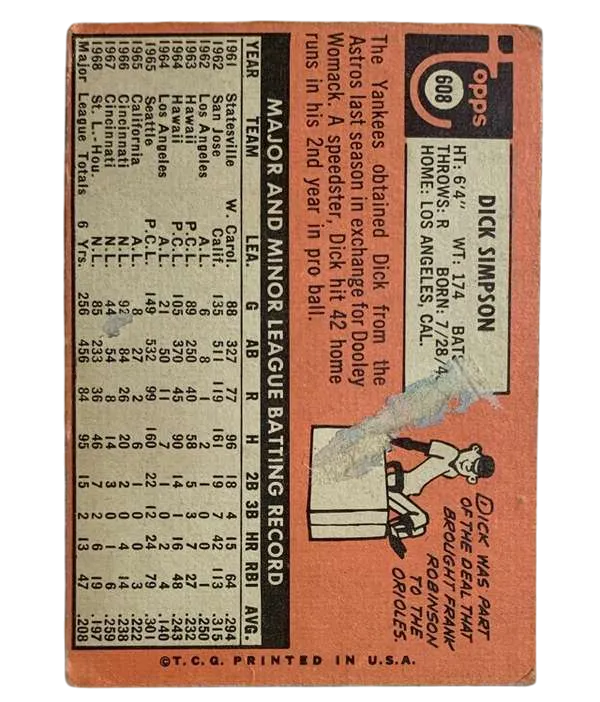 Topps
608
DICK SIMPSON
HT: 6'4" WT: 174 BATS
THROWS: R BORN: 7/28/4
HOME: LOS ANGELES, CAL.
The Yankees obtained Dick from the
Astros last season in exchange for Dooley
Womack. A speedster, Dick hit 42 home
runs in his 2nd year in pro ball.
DICK WAS PART
OF THE DEAL THAT
BROUGHT FRANK
ROBINSON
TO THE
ORIOLES.
MAJOR AND MINOR LEAGUE BATTING RECORD
YEAR TEAM LEA. G AB R H 2B 3B HR RBI AVG.
1961 Statesville W. Carol. 88 327 77 96 18 4 15 64 .294
1962 San Jose Calif. 135 511 119 161 19 7 42 113 .315
1962 Los Angeles A.L. 6 8 1 2 1 0 0 1 .250
1963 Hawaii P.C.L. 89 250 40 58 5 3 7 27 .232
1964 Hawaii P.C.L. 105 370 45 90 14 1 16 48 .243
1964 Los Angeles A.L. 21 50 11 7 1 0 2 4 .140
1965 Seattle P.C.L. 149 532 99 160 22 12 24 79 .301
1965 California A.L. 8 27 2 6 1 0 0 3 .222
1966 Cincinnati N.L. 92 84 26 20 2 0 4 14 .238
1967 Cincinnati N.L. 44 54 8 14 3 0 1 6 .259
1968 St. L.-Hou. N.L. 85 233 36 46 7 2 6 19 .197
Major League Totals 6 Yrs. 256 456 84 95 15 2 13 47 .208
©T.C.G. PRINTED IN U.S.A.